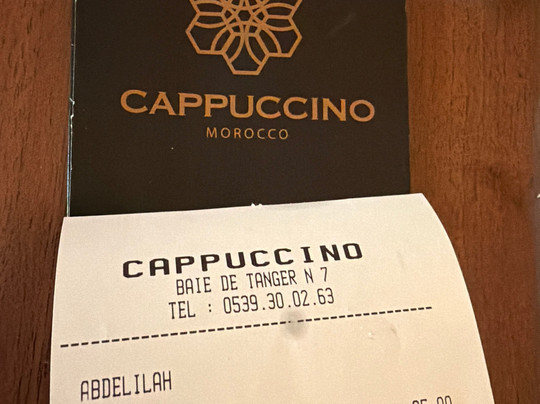 CAPPUCCINO
MOROCCO
CAPPUCCINO
BAIE DE TANGER N 7
TEL : 0539.30.02.63
ABDELILAH